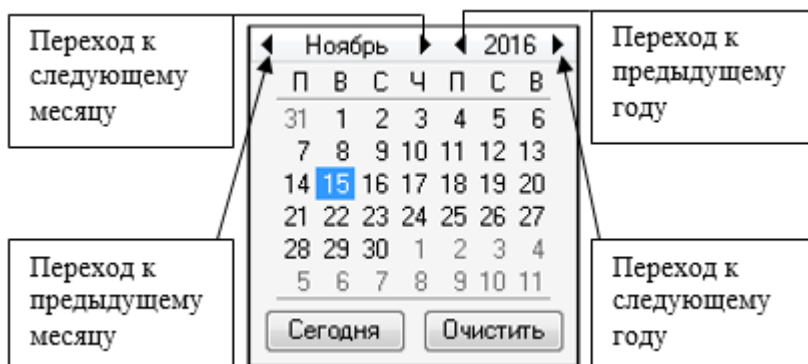 Переход к
следующему
месяцу
Ноябрь 2016
П В С Ч П С В
31 1 2 3 4 5 6
7 8 9 10 11 12 13
14 15 16 17 18 19 20
21 22 23 24 25 26 27
28 29 30 1 2 3 4
5 6 7 8 9 10 11
Сегодня Очистить
Переход к
предыдущему
году
Переход к
предыдущему
месяцу
Переход к
следующему
году